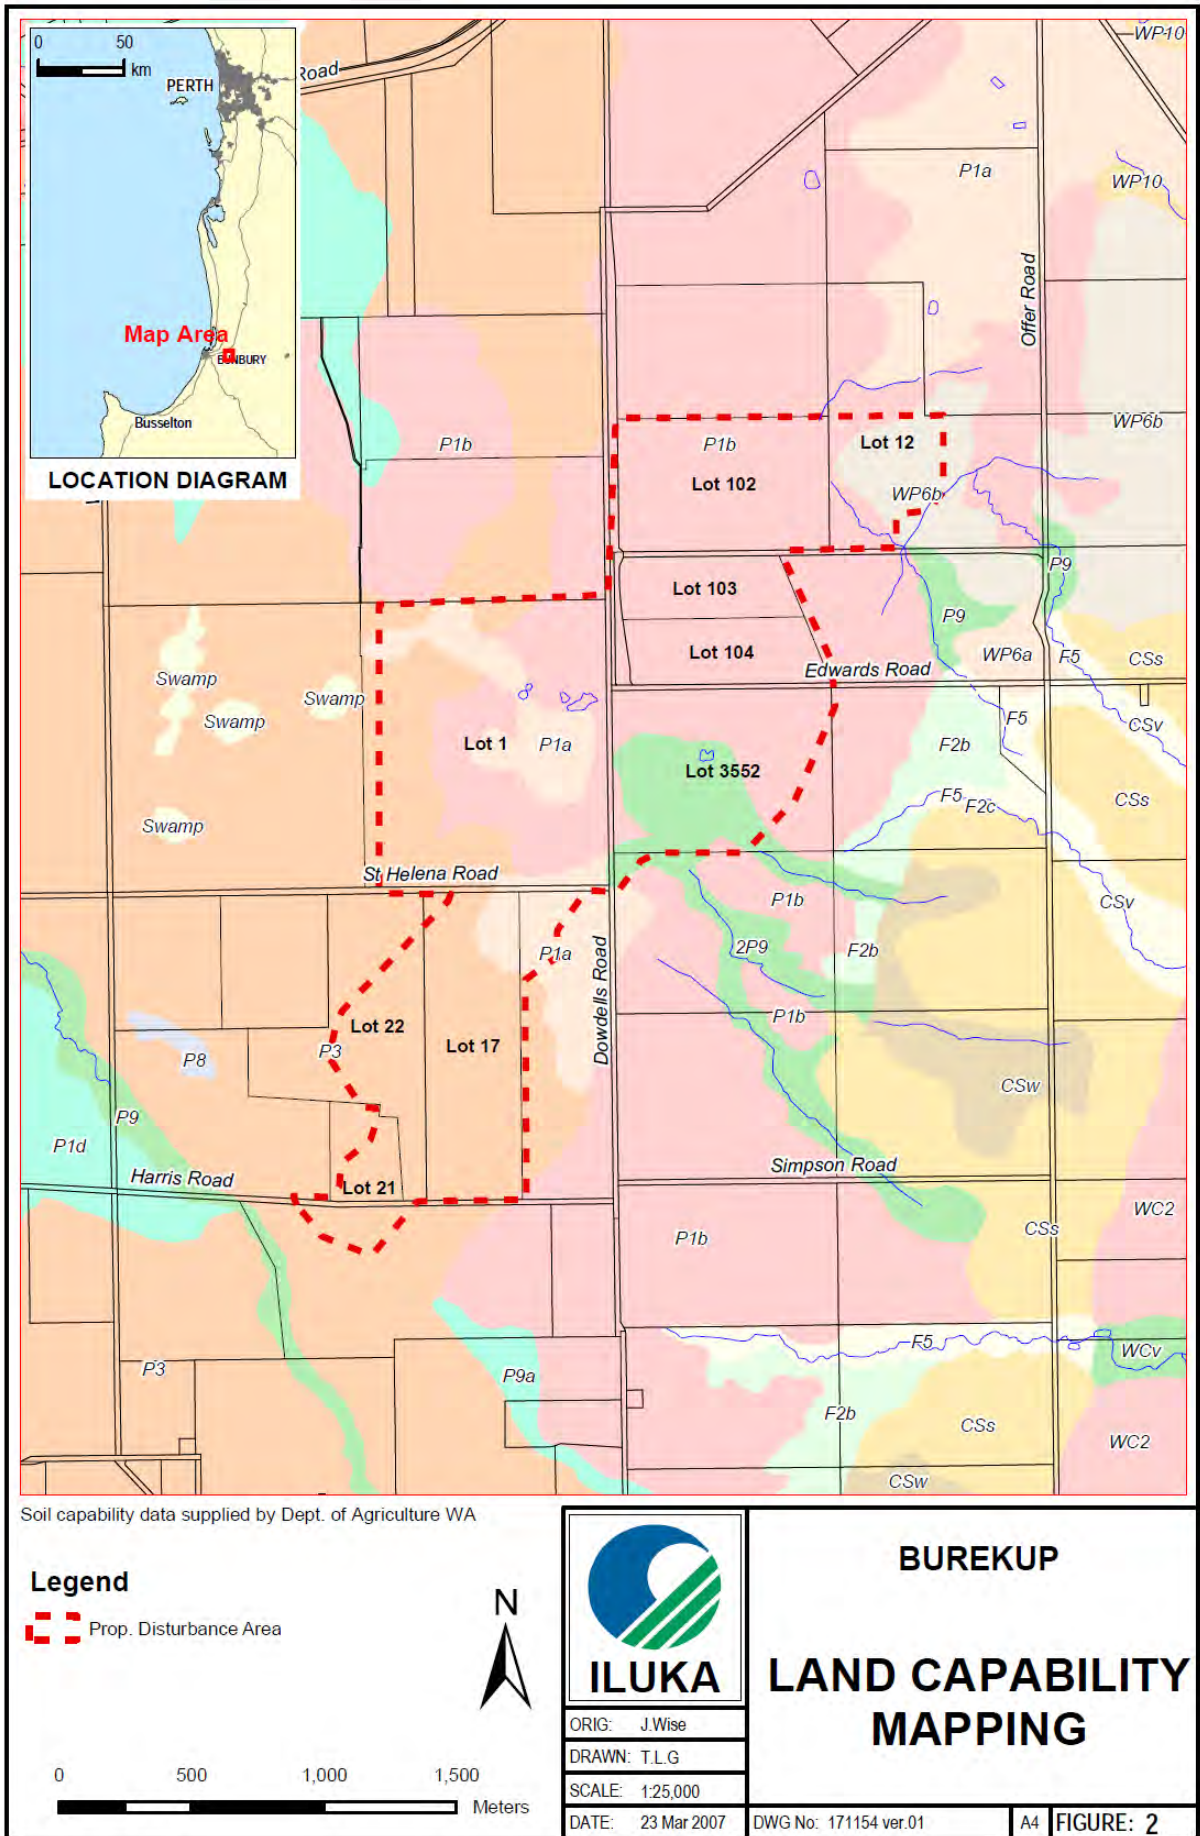 0 50
km
PERTH
Map Area
BUNBURY
Busselton
LOCATION DIAGRAM
Road
WP10
P1a
WP10
Offer Road
P1b
P1b
Lot 12
WP6b
Lot 102
WP6b
Lot 103
P9
P9
Lot 104
WP6a
F5
CSs
Edwards Road
Swamp
Swamp
Swamp
F5
CSv
Lot 1
P1a
F2b
Lot 3552
F5
F2c
CSs
Swamp
St Helena Road
P1b
CSv
P1a
2P9
F2b
Dowdells Road
Lot 22
P1b
P3
Lot 17
P8
CSw
P9
P1d
Simpson Road
Harris Road
Lot 21
WC2
P1b
CSs
F5
WCv
P3
P9a
F2b
CSs
WC2
CSw
Soil capability data supplied by Dept. of Agriculture WA
Legend
Prop. Disturbance Area
N
0 500 1,000 1,500
Meters
ILUKA
ORIG: J.Wise
DRAWN: T.L.G
SCALE: 1:25,000
DATE: 23 Mar 2007
BUREKUP
LAND CAPABILITY
MAPPING
DWG No: 171154 ver.01
A4
FIGURE: 2